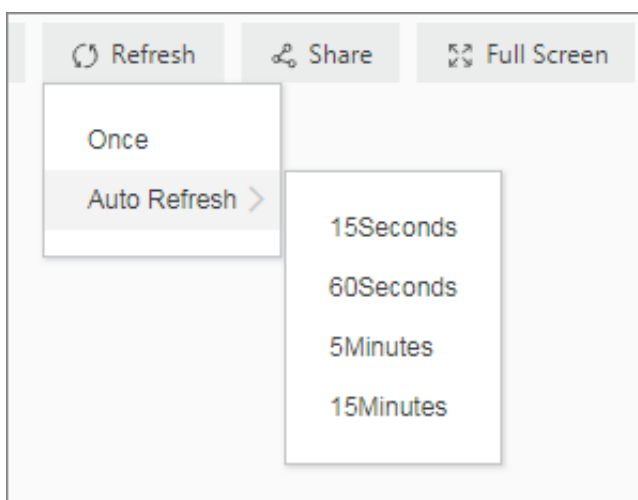 Refresh Share Full Screen
Once
Auto Refresh
15Seconds
60Seconds
5Minutes
15Minutes